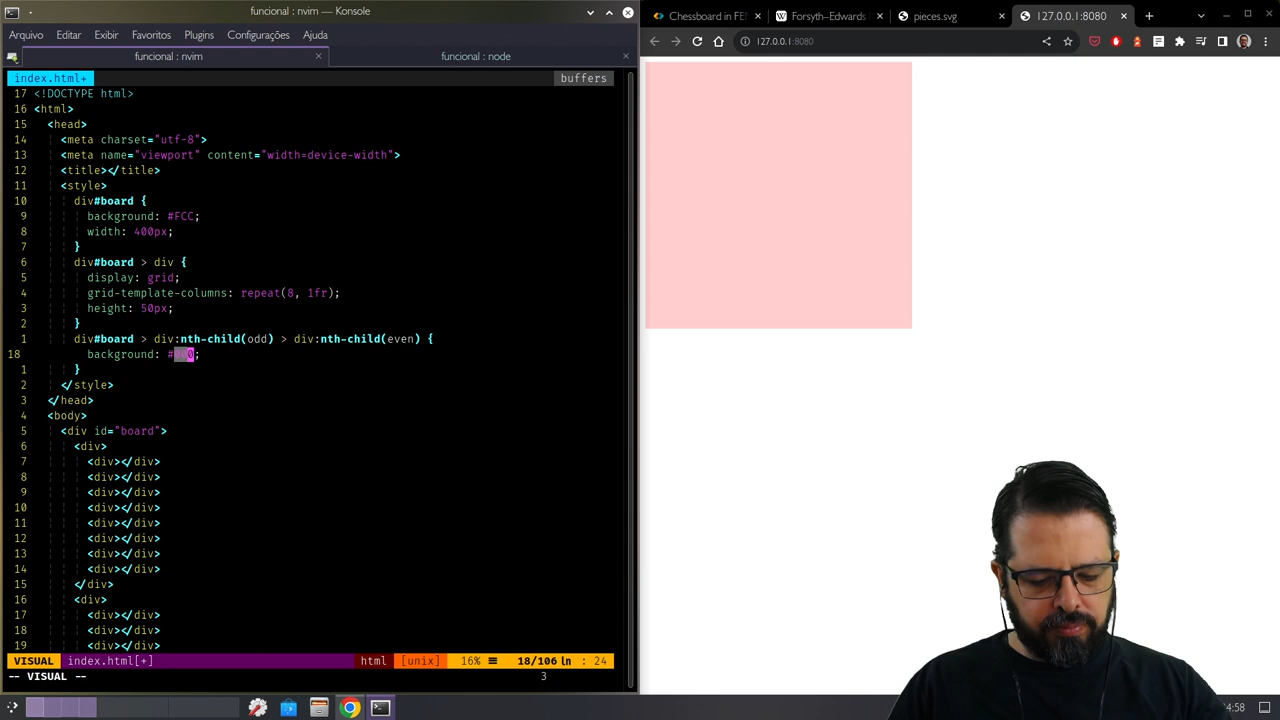 funcional : nvim — Konsole
Arquivo Editar Exibir Favoritos Plugins Configurações Ajuda
funcional : nvim
funcional : node
index.html+
buffers
17 <!DOCTYPE html>
16 <html>
15 <head>
14 <meta charset="utf-8">
13 <meta name="viewport" content="width=device-width">
12 <title></title>
11 <style>
10 div#board {
9 background: #FCC;
8 width: 400px;
7 }
6 div#board > div {
5 display: grid;
4 grid-template-columns: repeat(8, 1fr);
3 height: 50px;
2 }
1 div#board > div:nth-child(odd) > div:nth-child(even) {
18 background: #000;
1 }
2 </style>
3 </head>
4 <body>
5 <div id="board">
6 <div>
7 <div></div>
8 <div></div>
9 <div></div>
10 <div></div>
11 <div></div>
12 <div></div>
13 <div></div>
14 <div></div>
15 </div>
16 <div>
17 <div></div>
18 <div></div>
19 <div></div>
VISUAL index.html[+] html [unix] 16% 18/106 ln : 24
-- VISUAL -- 3
Chessboard in FE
Forsyth–Edwards
pieces.svg
127.0.0.1:8080
127.0.0.1:8080
4:58